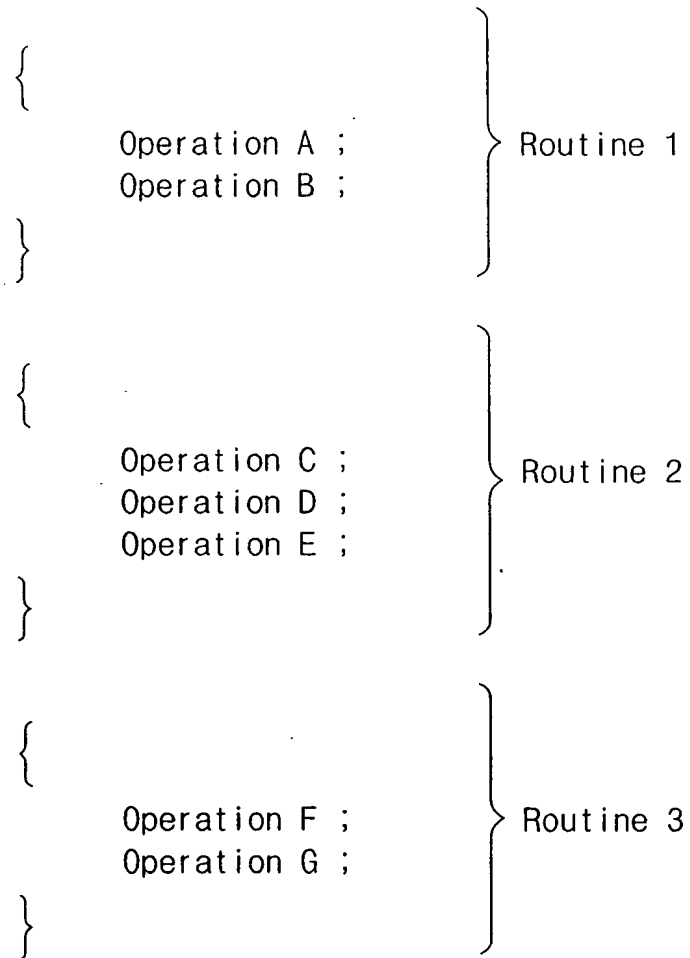 {
Operation A ; Routine 1
Operation B ;
}
{
Operation C ; Routine 2
Operation D ;
Operation E ;
}
{
Operation F ; Routine 3
Operation G ;
}